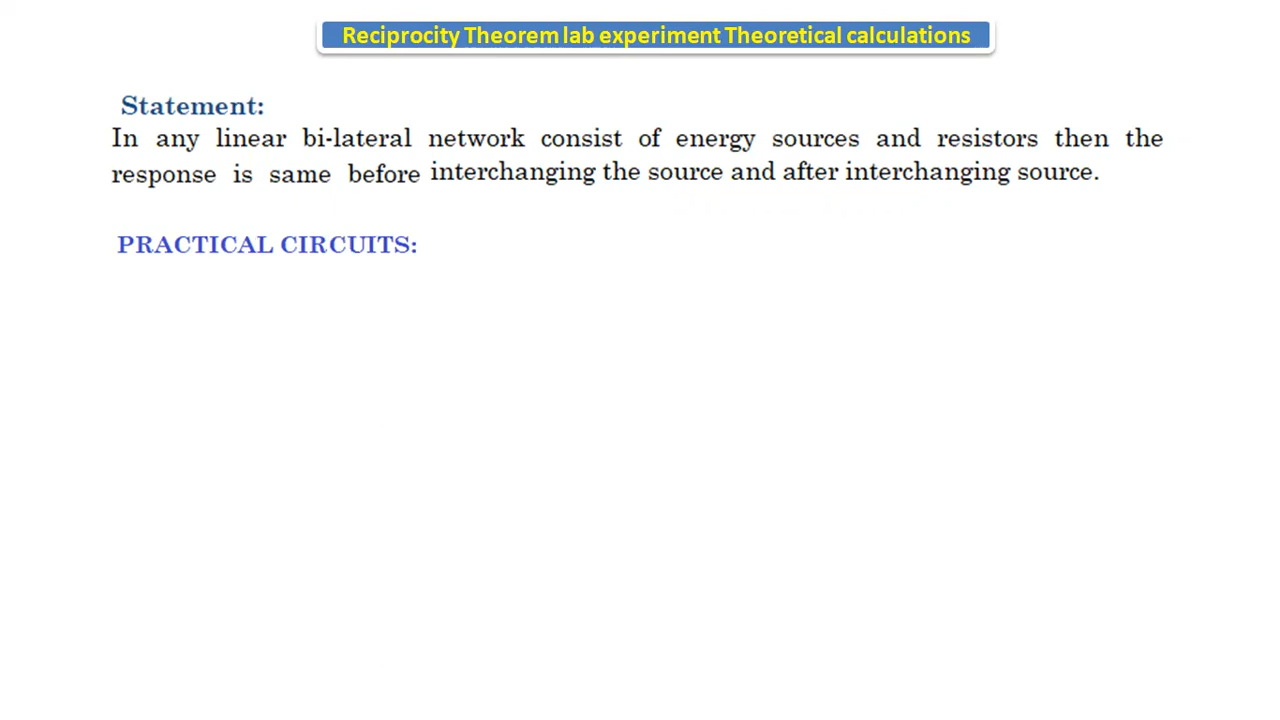 Reciprocity Theorem lab experiment Theoretical calculations
Statement:
In any linear bi-lateral network consist of energy sources and resistors then the
response is same before interchanging the source and after interchanging source.
PRACTICAL CIRCUITS: